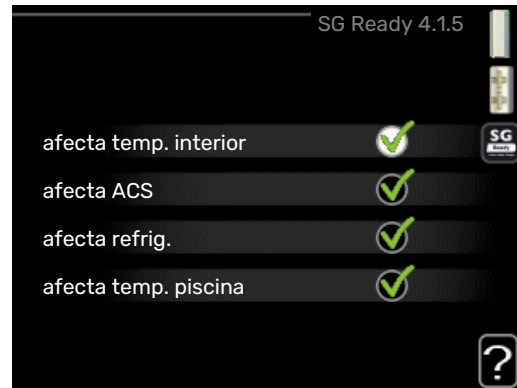 SG Ready 4.1.5
afecta temp. interior
SG
Ready
afecta ACS
afecta refrig.
afecta temp. piscina
?